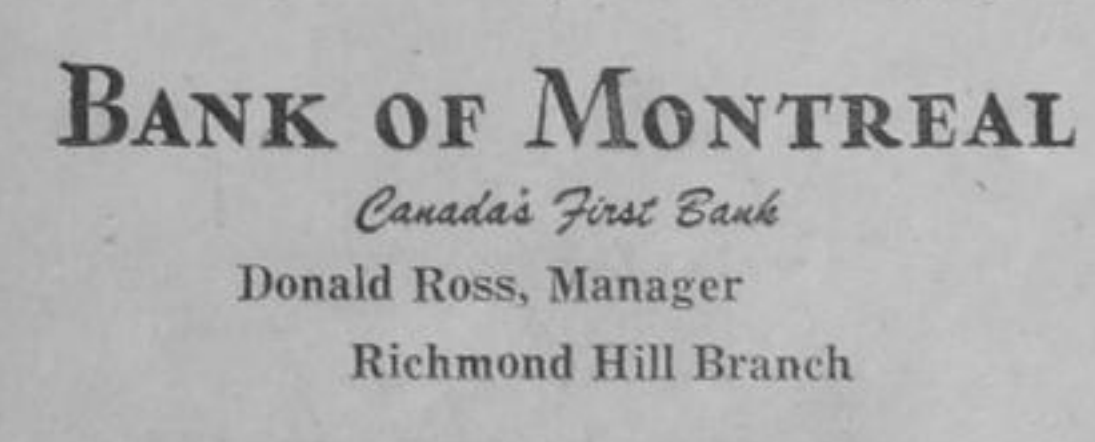 BANK OF MONTREAL
Canada's First Bank
Donald Ross, Manager
Richmond Hill Branch